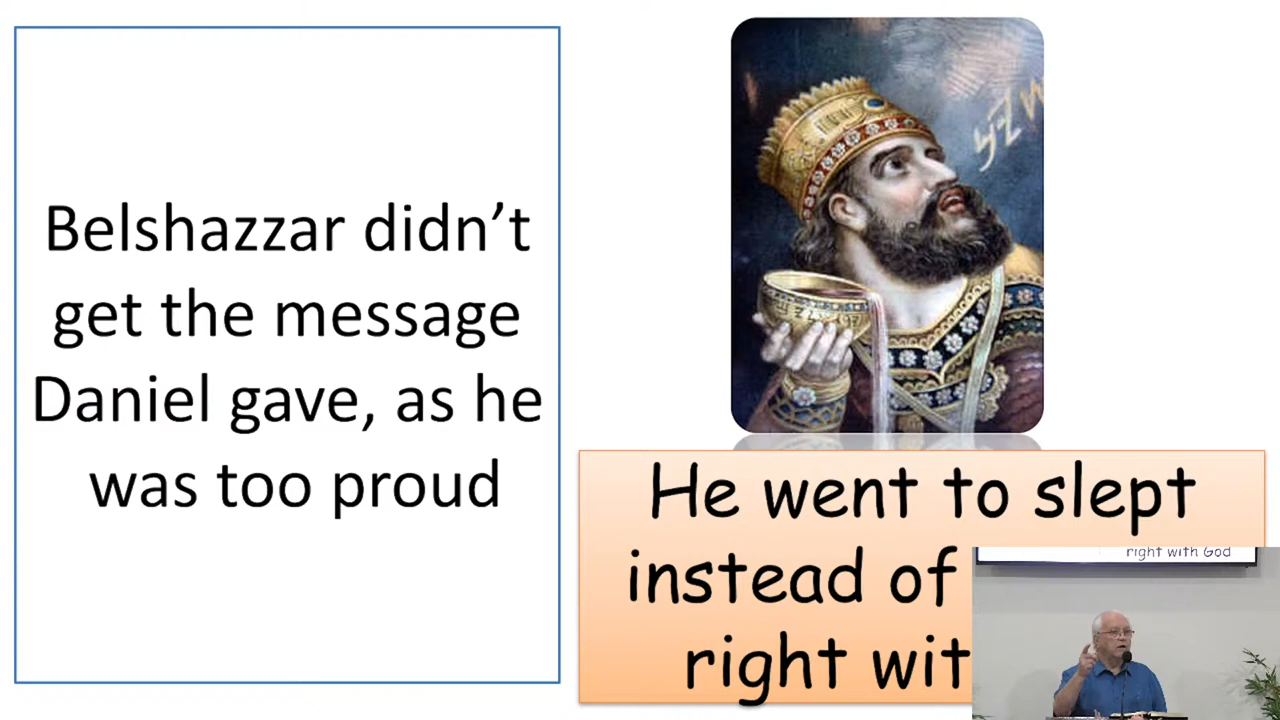 Belshazzar didn’t
get the message
Daniel gave, as he
was too proud
He went to slept
instead of
right wit
right with God